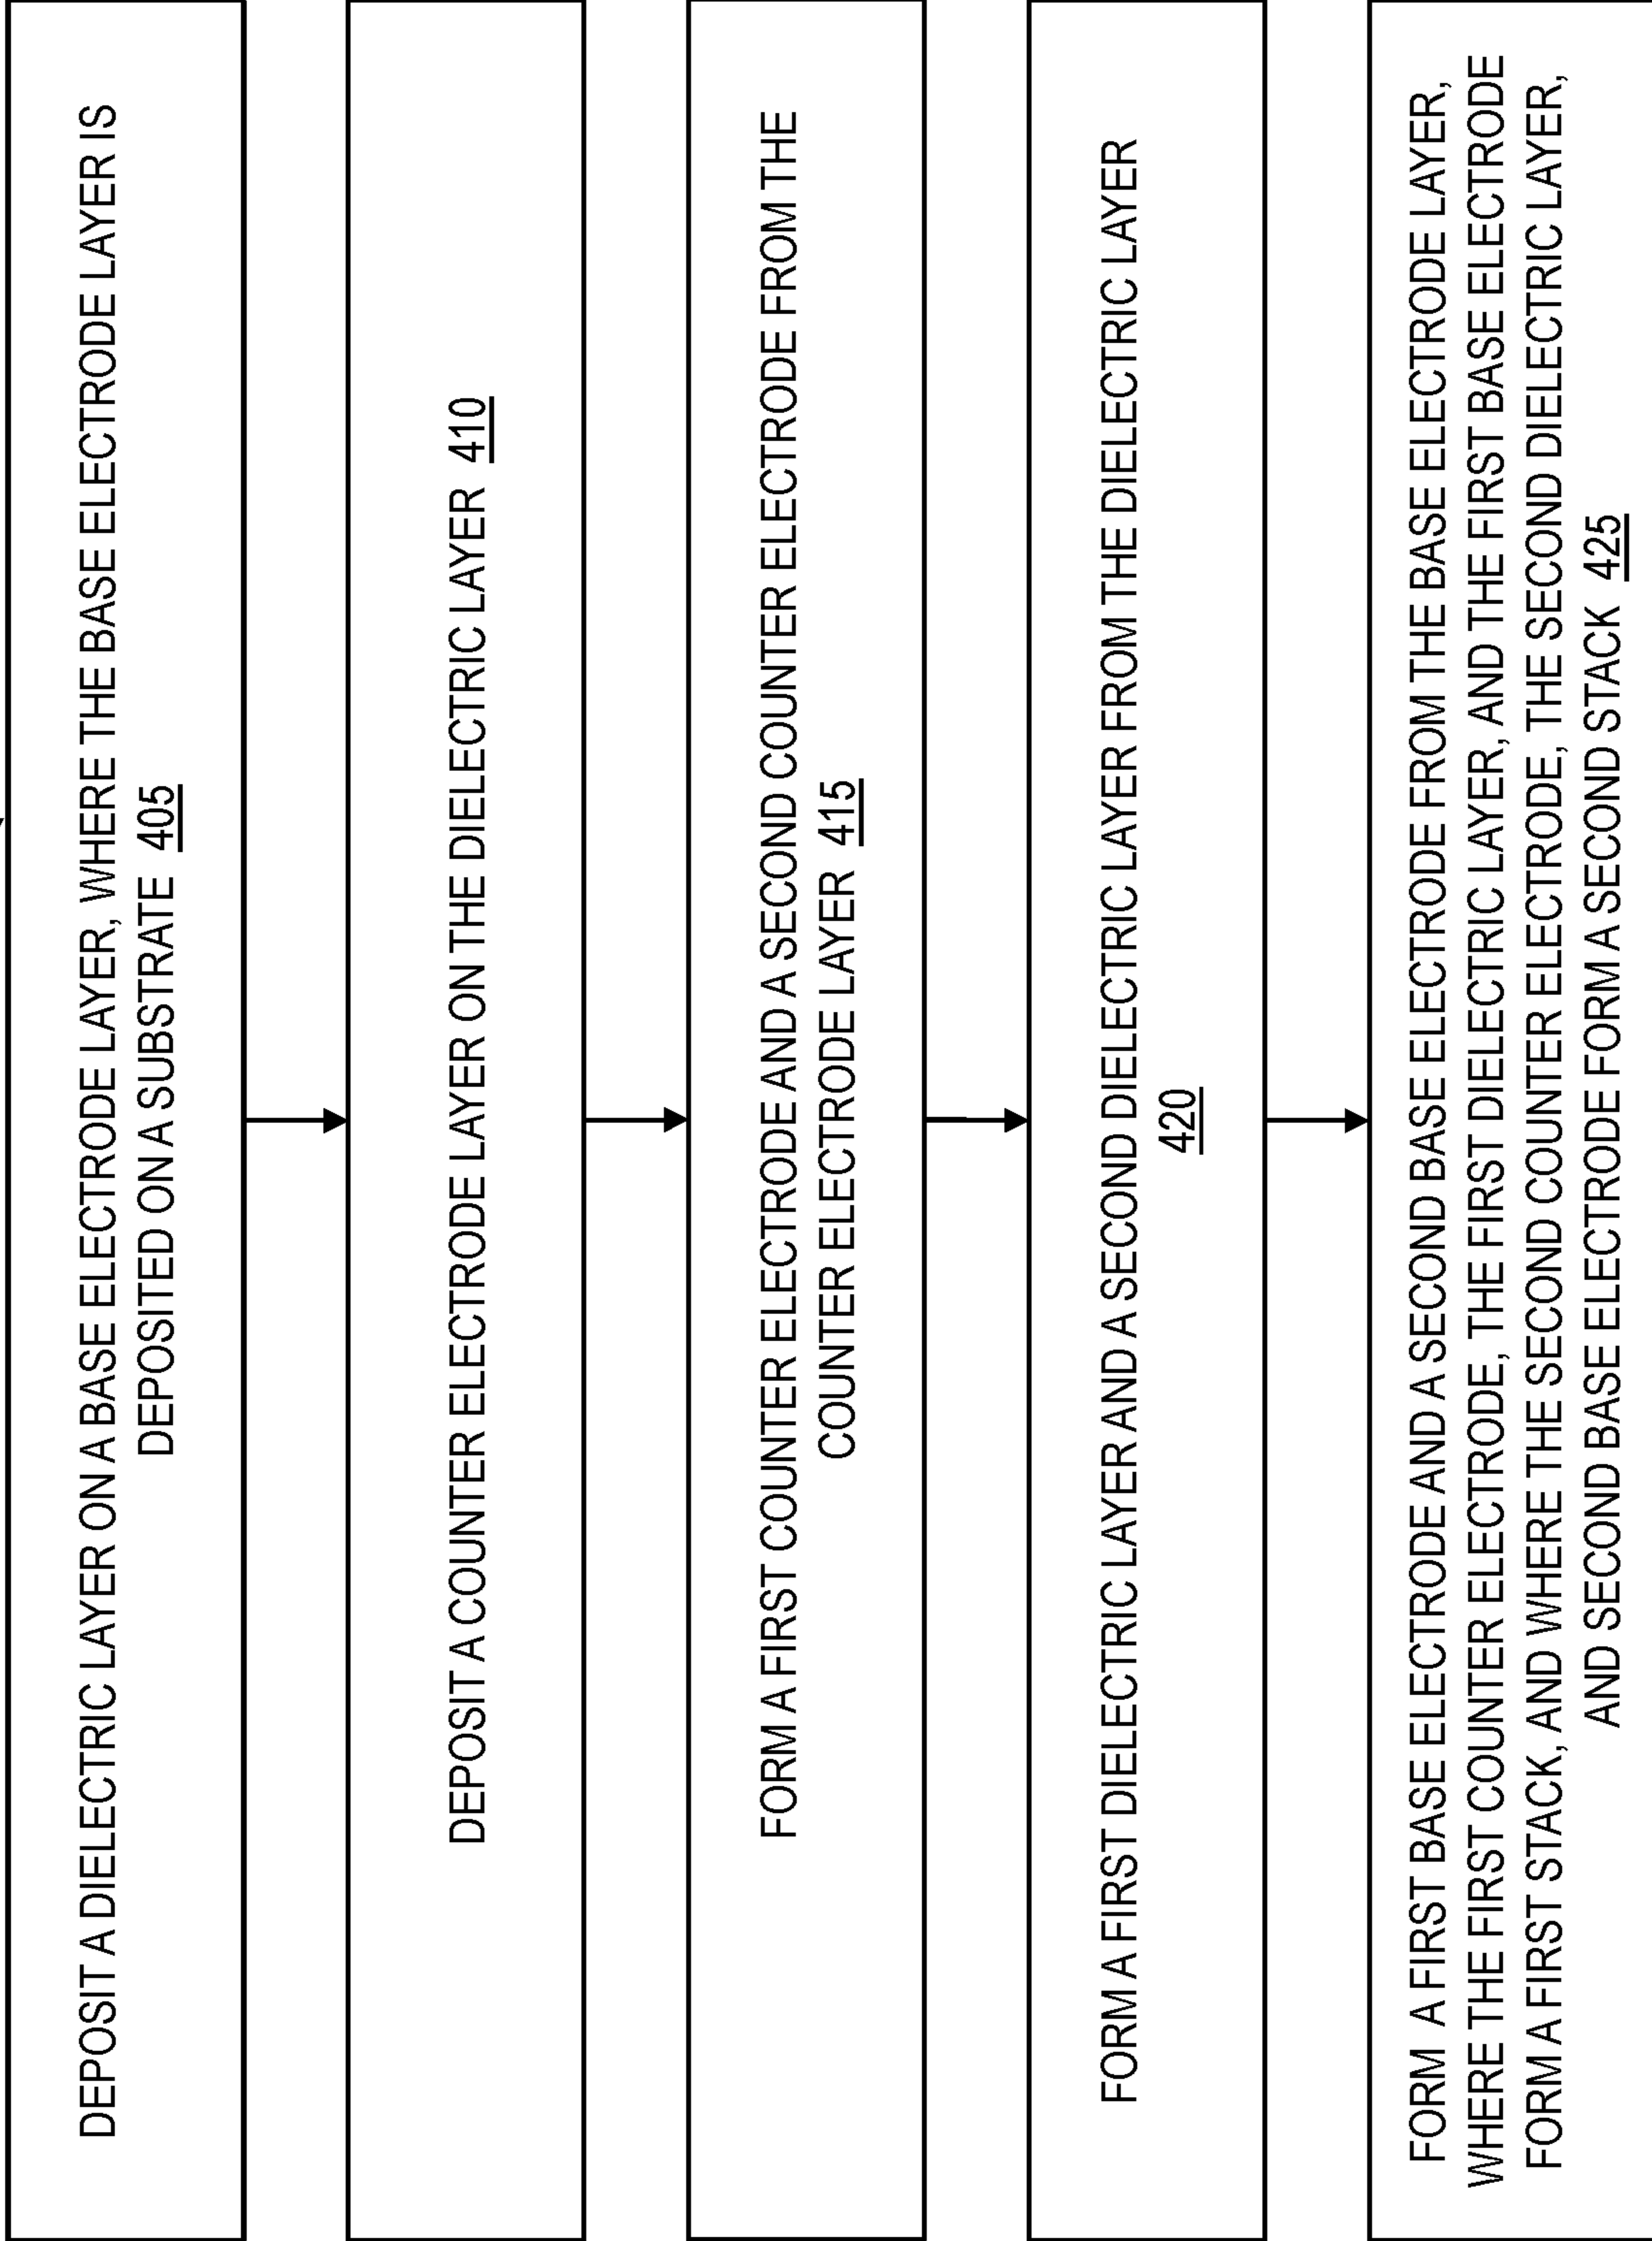 DEPOSIT A DIELECTRIC LAYER ON A BASE ELECTRODE LAYER, WHERE THE BASE ELECTRODE LAYER IS
DEPOSITED ON A SUBSTRATE 405
DEPOSIT A COUNTER ELECTRODE LAYER ON THE DIELECTRIC LAYER 410
FORM A FIRST COUNTER ELECTRODE AND A SECOND COUNTER ELECTRODE FROM THE
COUNTER ELECTRODE LAYER 415
FORM A FIRST DIELECTRIC LAYER AND A SECOND DIELECTRIC LAYER FROM THE DIELECTRIC LAYER
420
FORM A FIRST BASE ELECTRODE AND A SECOND BASE ELECTRODE FROM THE BASE ELECTRODE LAYER,
WHERE THE FIRST COUNTER ELECTRODE, THE FIRST DIELECTRIC LAYER, AND THE FIRST BASE ELECTRODE
FORM A FIRST STACK, AND WHERE THE SECOND COUNTER ELECTRODE, THE SECOND DIELECTRIC LAYER,
AND SECOND BASE ELECTRODE FORM A SECOND STACK 425